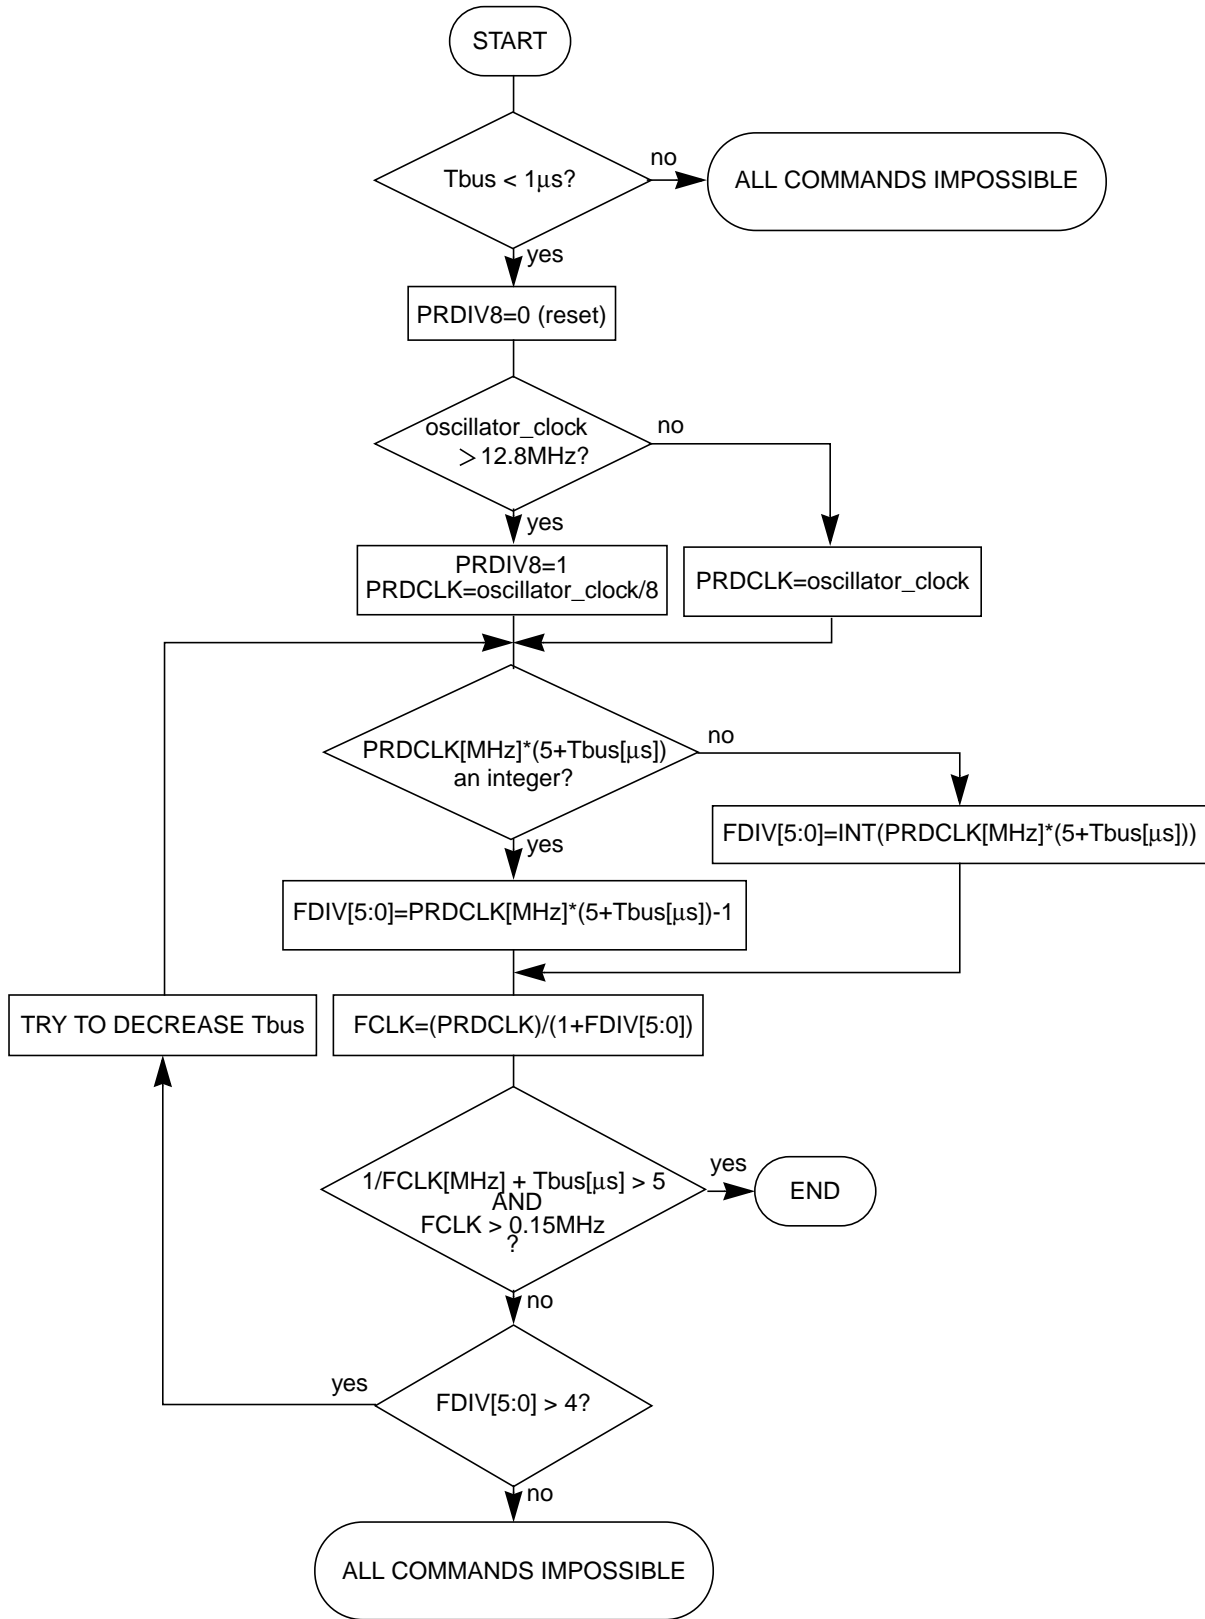 START
Tbus < 1μs?
no
ALL COMMANDS IMPOSSIBLE
yes
PRDIV8=0 (reset)
oscillator_clock
> 12.8MHz?
no
yes
PRDIV8=1
PRDCLK=oscillator_clock/8
PRDCLK=oscillator_clock
PRDCLK[MHz]*(5+Tbus[μs])
an integer?
no
yes
FDIV[5:0]=INT(PRDCLK[MHz]*(5+Tbus[μs]))
FDIV[5:0]=PRDCLK[MHz]*(5+Tbus[μs])-1
TRY TO DECREASE Tbus
FCLK=(PRDCLK)/(1+FDIV[5:0])
1/FCLK[MHz] + Tbus[μs] > 5
AND
FCLK > 0.15MHz
?
yes
END
no
FDIV[5:0] > 4?
yes
no
ALL COMMANDS IMPOSSIBLE